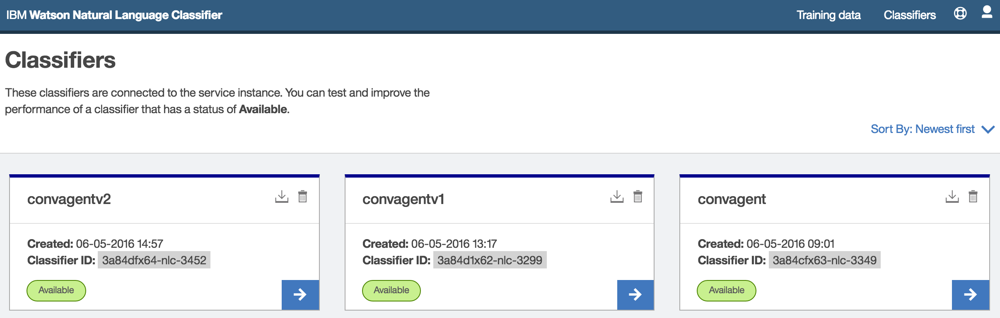 IBM Watson Natural Language Classifier
Training data
Classifiers
Classifiers
These classifiers are connected to the service instance. You can test and improve the
performance of a classifier that has a status of Available.
Sort By: Newest first
convagentv2
Created: 06-05-2016 14:57
Classifier ID: 3a84dfx64-nlc-3452
Available
convagentv1
Created: 06-05-2016 13:17
Classifier ID: 3a84d1x62-nlc-3299
Available
convagent
Created: 06-05-2016 09:01
Classifier ID: 3a84cfx63-nlc-3349
Available